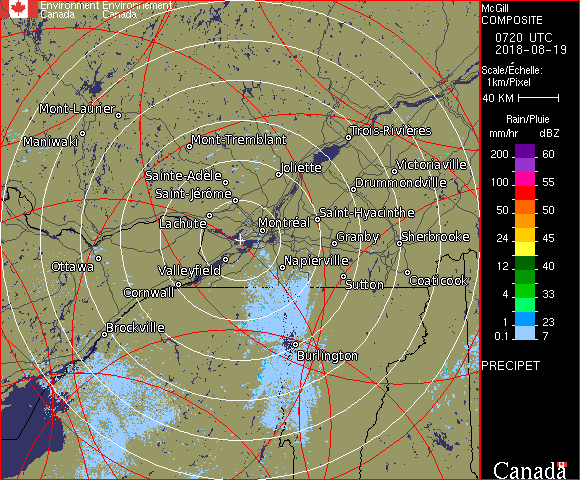 Environment Environnement
Canada Canada
McGill
COMPOSITE
0720 UTC
2018-08-19
Scale/Échelle:
1km/Pixel
40 KM
Rain/Pluie
mm/hr dBZ
200 60
100 55
50 50
24 45
12 40
4 33
1 23
0.1 7
PRECIPET
Canada
Mont-Laurier
Maniwaki
Mont-Tremblant
Trois-Rivières
Joliette
Victoriaville
Sainte-Adèle
Drummondville
Saint-Jérôme
Saint-Hyacinthe
Lachute
Montréal
Granby
Sherbrooke
Ottawa
Valleyfield
Napierville
Cornwall
Sutton
Coaticook
Brockville
Burlington